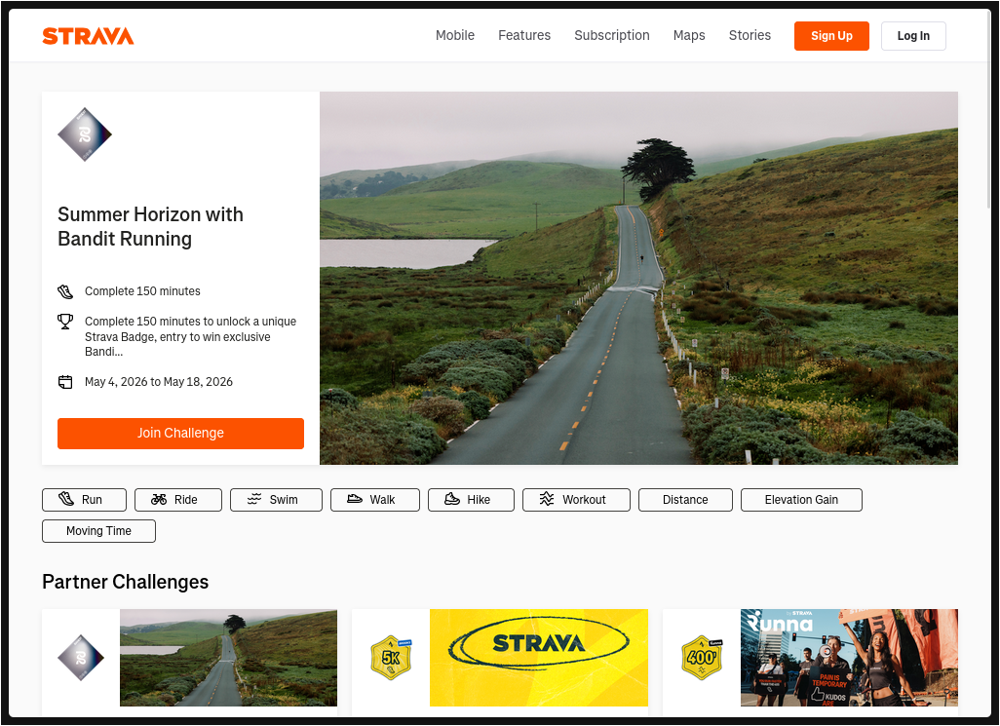 STRAVA
Mobile
Features
Subscription
Maps
Stories
Sign Up
Log In
Summer Horizon with
Bandit Running
Complete 150 minutes
Complete 150 minutes to unlock a unique
Strava Badge, entry to win exclusive
Bandi...
May 4, 2026 to May 18, 2026
Join Challenge
Run
Ride
Swim
Walk
Hike
Workout
Distance
Elevation Gain
Moving Time
Partner Challenges
5K
STRAVA
400'
by STRAVA
Runna
PAIN IS
TEMPORARY
KUDOS
ARE